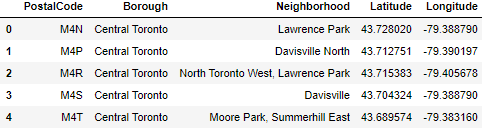 PostalCode Borough Neighborhood Latitude Longitude
0 M4N Central Toronto Lawrence Park 43.728020 -79.388790
1 M4P Central Toronto Davisville North 43.712751 -79.390197
2 M4R Central Toronto North Toronto West, Lawrence Park 43.715383 -79.405678
3 M4S Central Toronto Davisville 43.704324 -79.388790
4 M4T Central Toronto Moore Park, Summerhill East 43.689574 -79.383160